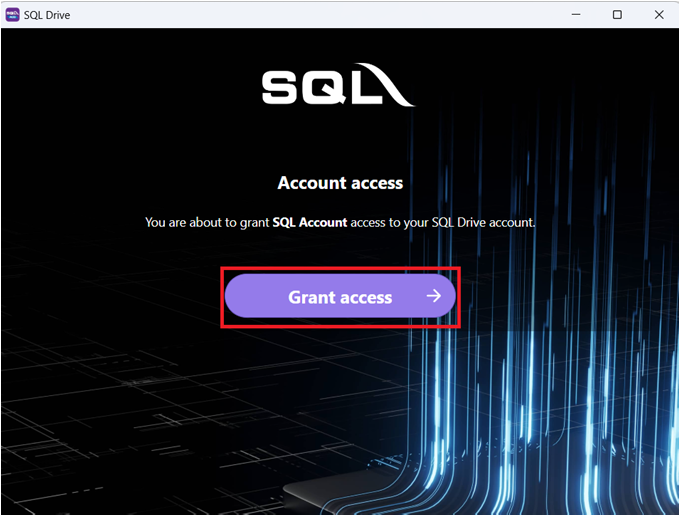 SQL Drive
SQL
Account access
You are about to grant SQL Account access to your SQL Drive account.
Grant access